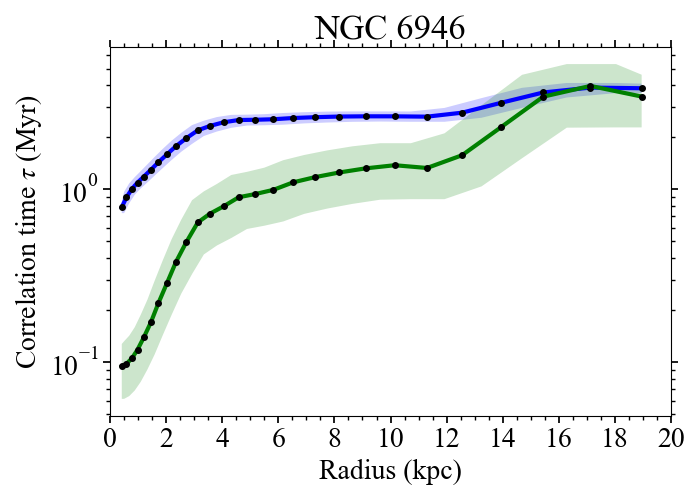 NGC 6946
Correlation time τ (Myr)
10⁰
10⁻¹
0 2 4 6 8 10 12 14 16 18 20
Radius (kpc)